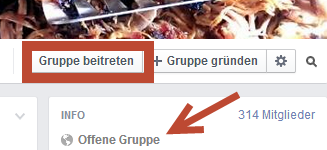 Gruppe beitreten + Gruppe gründen
INFO 314 Mitglieder
Offene Gruppe